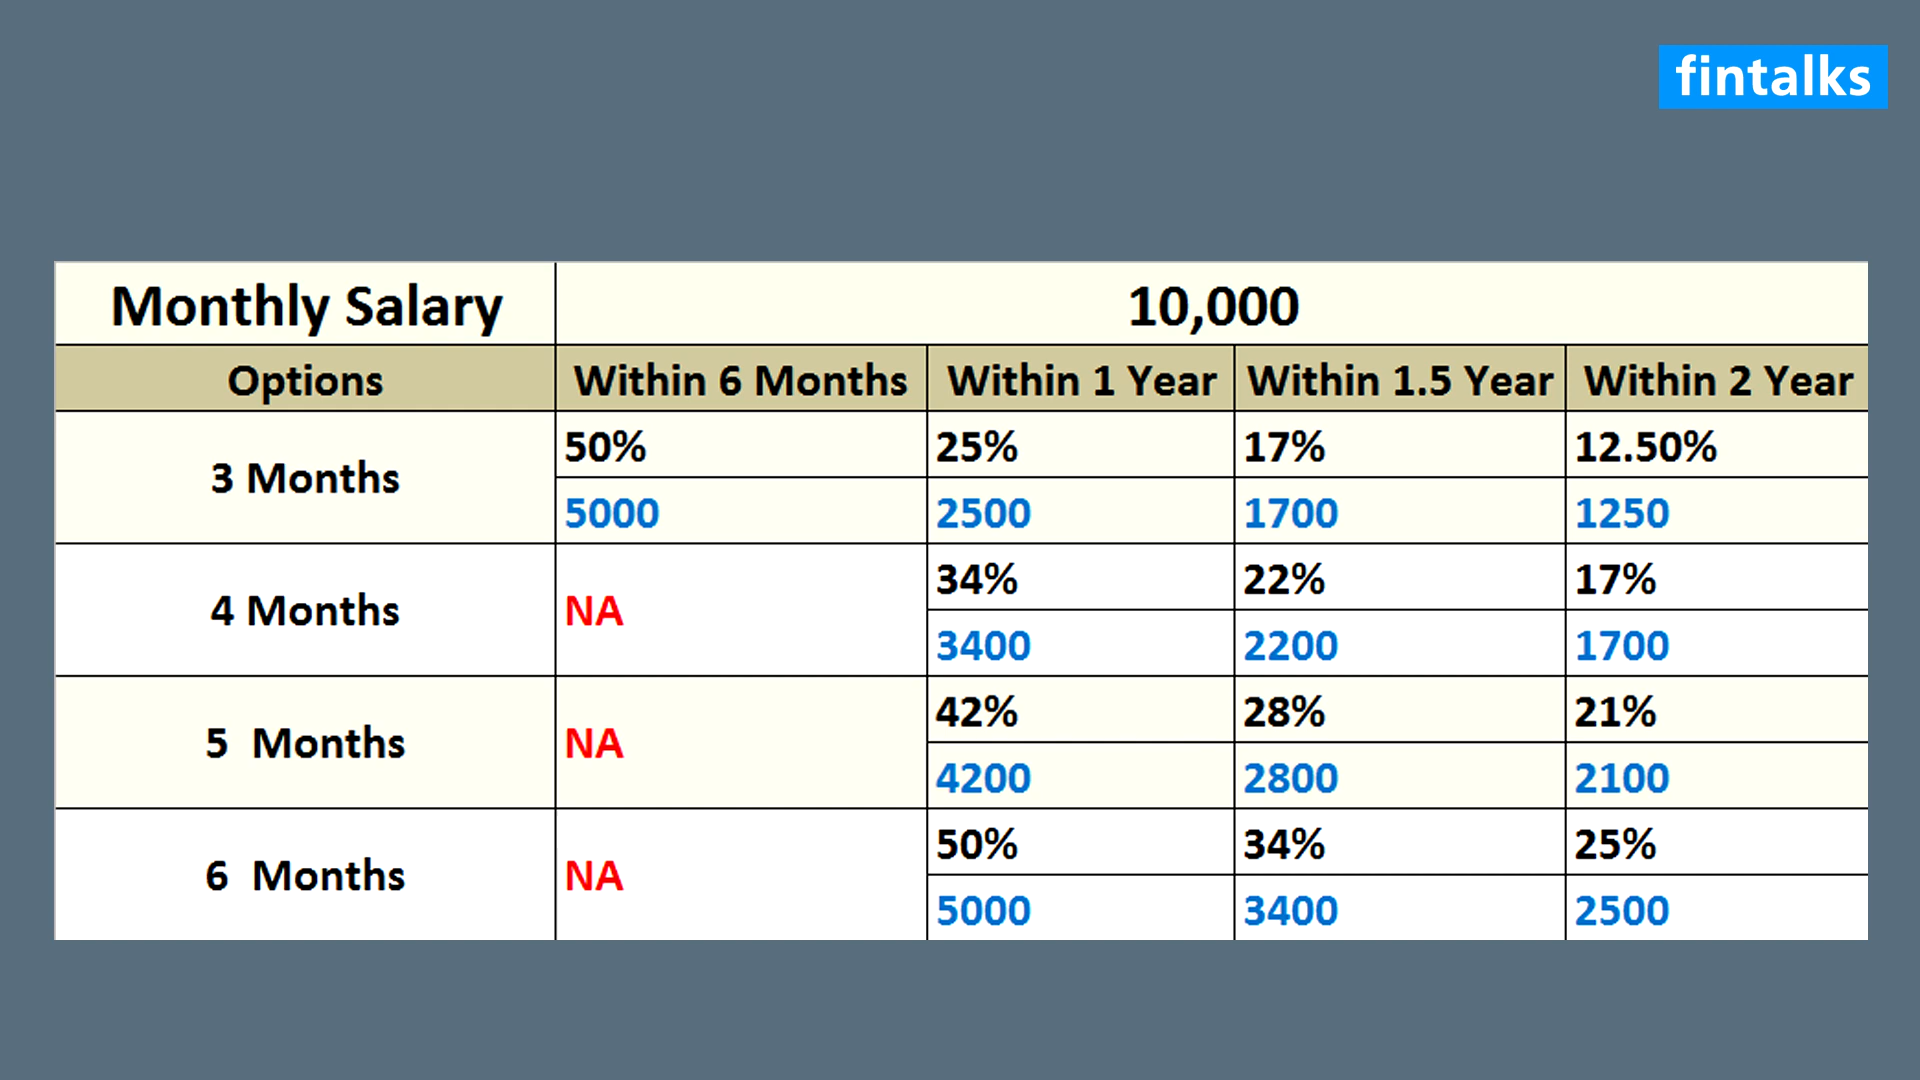 fintalks
Monthly Salary 10,000
Options Within 6 Months Within 1 Year Within 1.5 Year Within 2 Year
3 Months 50% 25% 17% 12.50%
5000 2500 1700 1250
4 Months NA 34% 22% 17%
3400 2200 1700
5 Months NA 42% 28% 21%
4200 2800 2100
6 Months NA 50% 34% 25%
5000 3400 2500